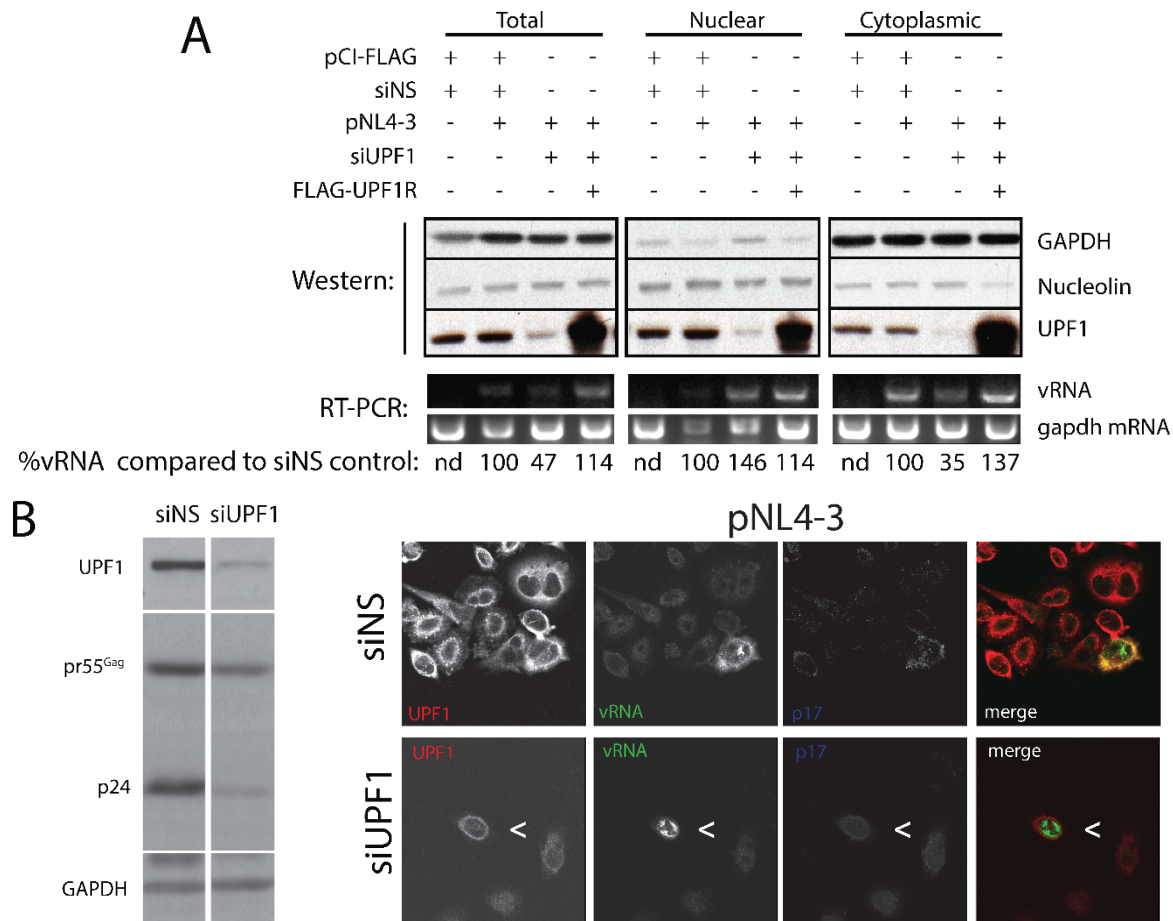 A
Total Nuclear Cytoplasmic
pCI-FLAG + + - - + + - - + + - -
siNS + + - - + + - - + + - -
pNL4-3 - + + + - + + + - + + +
siUPF1 - - + + - - + + - - + +
FLAG-UPF1R - - - + - - - + - - - +
Western:
GAPDH
Nucleolin
UPF1
RT-PCR:
vRNA
gapdh mRNA
%vRNA compared to siNS control: nd 100 47 114 nd 100 146 114 nd 100 35 137
B
siNS siUPF1
UPF1
pr55Gag
p24
GAPDH
pNL4-3
siNS
UPF1 vRNA p17 merge
siUPF1
UPF1 vRNA p17 merge
< < < <